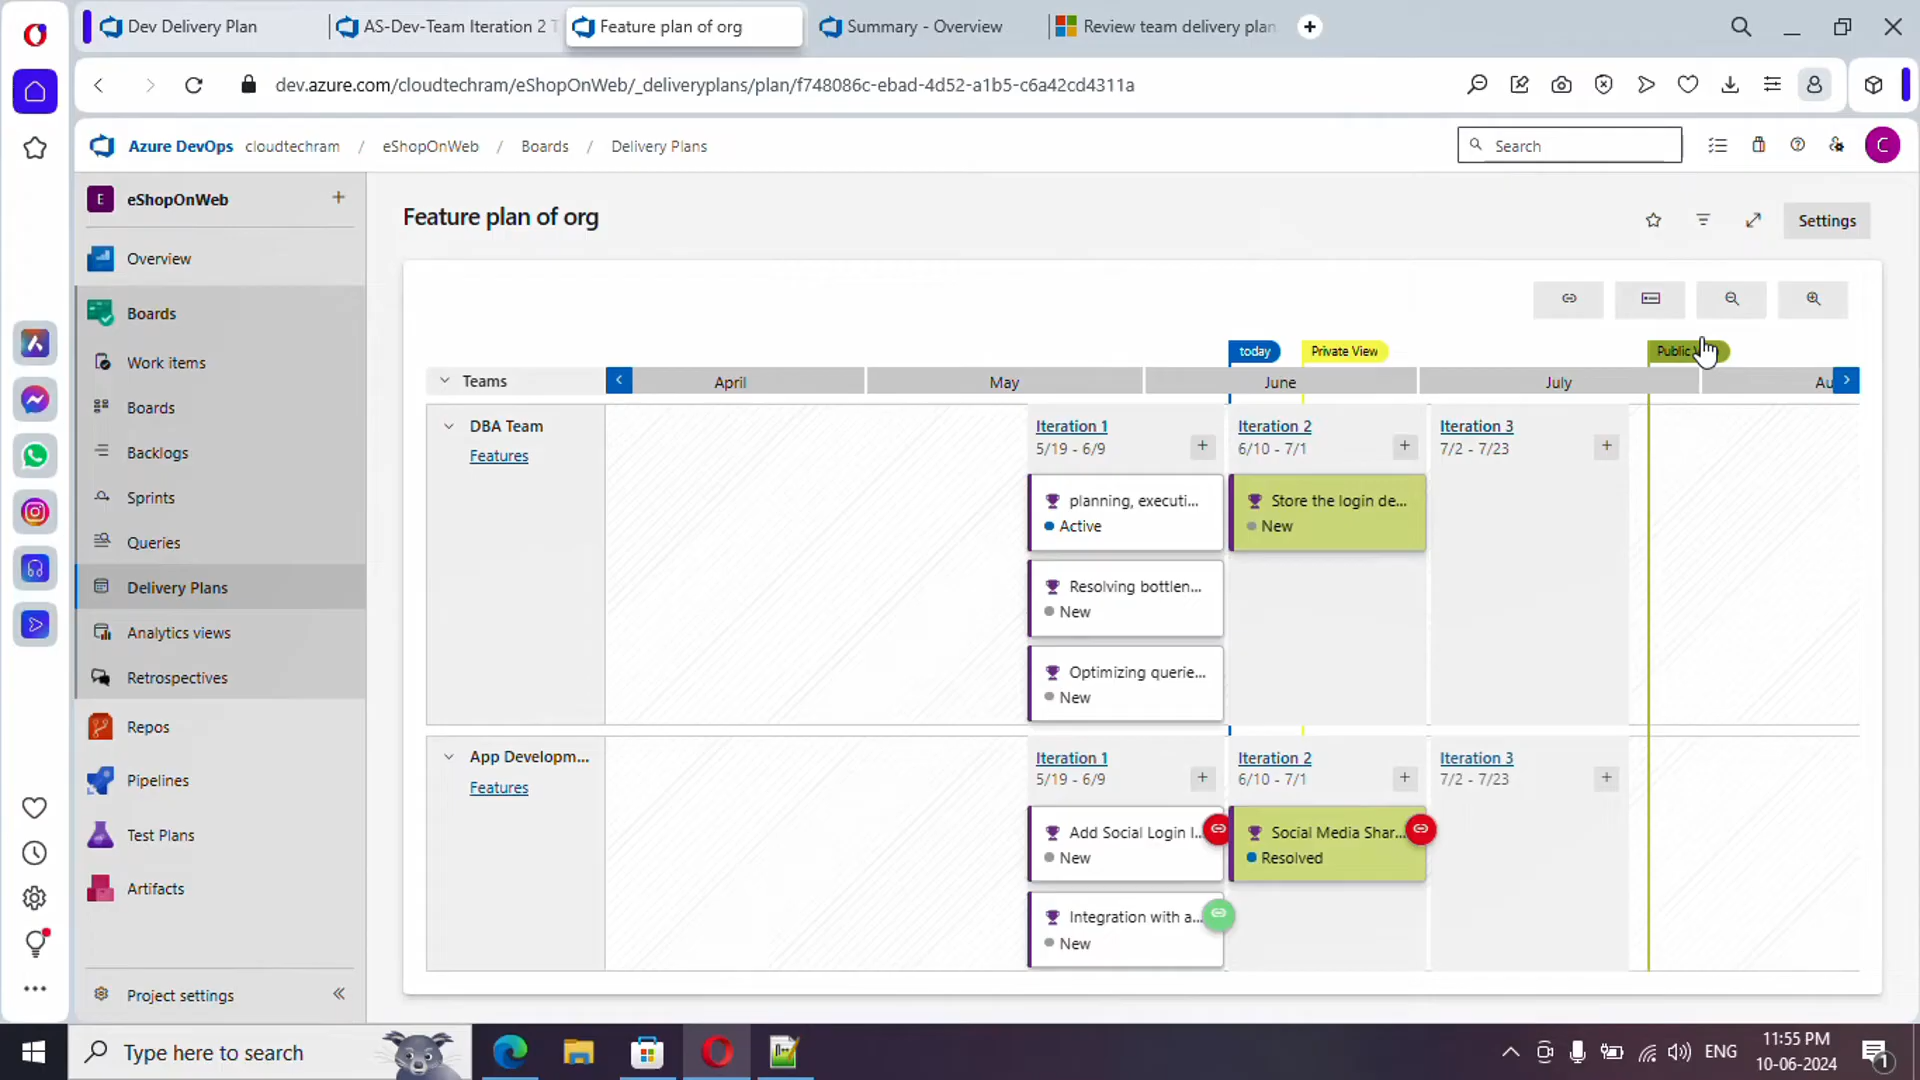 Dev Delivery Plan
AS-Dev-Team Iteration 2 T
Feature plan of org
Summary - Overview
Review team delivery plan
dev.azure.com/cloudtechram/eShopOnWeb/_deliveryplans/plan/f748086c-ebad-4d52-a1b5-c6a42cd4311a
Azure DevOps cloudtechram / eShopOnWeb / Boards / Delivery Plans
Search
C
E eShopOnWeb +
Overview
Boards
Work items
Boards
Backlogs
Sprints
Queries
Delivery Plans
Analytics views
Retrospectives
Repos
Pipelines
Test Plans
Artifacts
Project settings
Feature plan of org
Settings
today
Private View
Public
Teams
April
May
June
July
Au
DBA Team
Features
Iteration 1
5/19 - 6/9
Iteration 2
6/10 - 7/1
Iteration 3
7/2 - 7/23
planning, executi...
Active
Store the login de...
New
Resolving bottlen...
New
Optimizing querie...
New
App Developm...
Features
Iteration 1
5/19 - 6/9
Iteration 2
6/10 - 7/1
Iteration 3
7/2 - 7/23
Add Social Login I...
New
Social Media Shar...
Resolved
Integration with a...
New
Type here to search
ENG
11:55 PM
10-06-2024
1